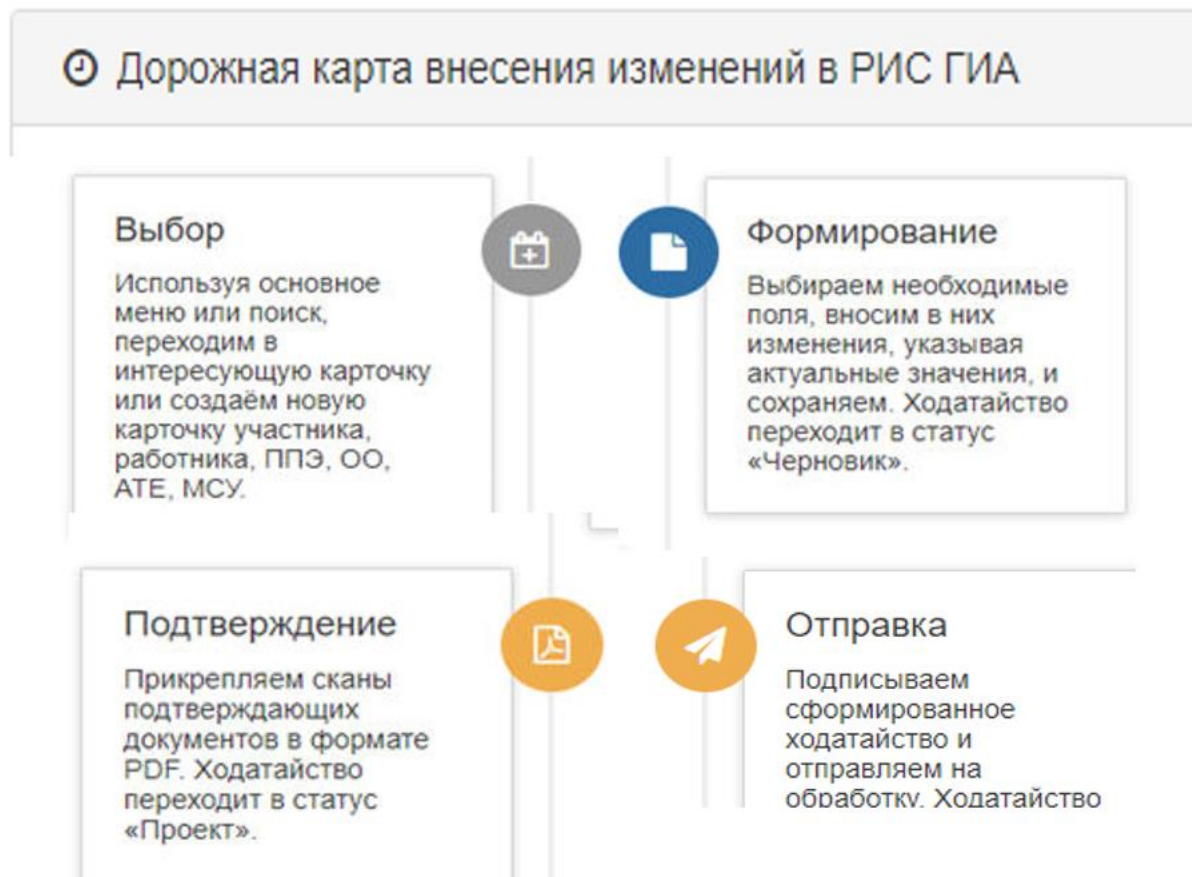 Дорожная карта внесения изменений в РИС ГИА
Выбор
Используя основное
меню или поиск,
переходим в
интересующую карточку
или создаём новую
карточку участника,
работника, ППЭ, ОО,
АТЕ, МСУ.
Формирование
Выбираем необходимые
поля, вносим в них
изменения, указывая
актуальные значения, и
сохраняем. Ходатайство
переходит в статус
«Черновик».
Подтверждение
Прикрепляем сканы
подтверждающих
документов в формате
PDF. Ходатайство
переходит в статус
«Проект».
Отправка
Подписываем
сформированное
ходатайство и
отправляем на
обработку. Ходатайство